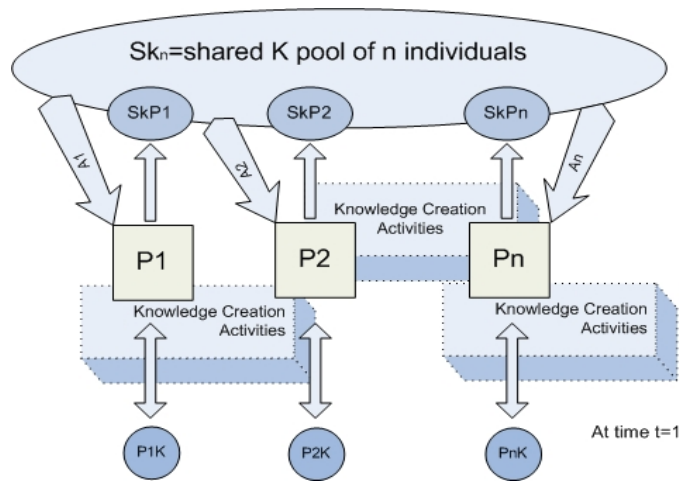 Skn=shared K pool of n individuals
SkP1
SkP2
SkPn
A1
A2
An
Knowledge Creation
Activities
P1
P2
Pn
Knowledge Creation
Activities
Knowledge Creation
Activities
At time t=1
P1K
P2K
PnK